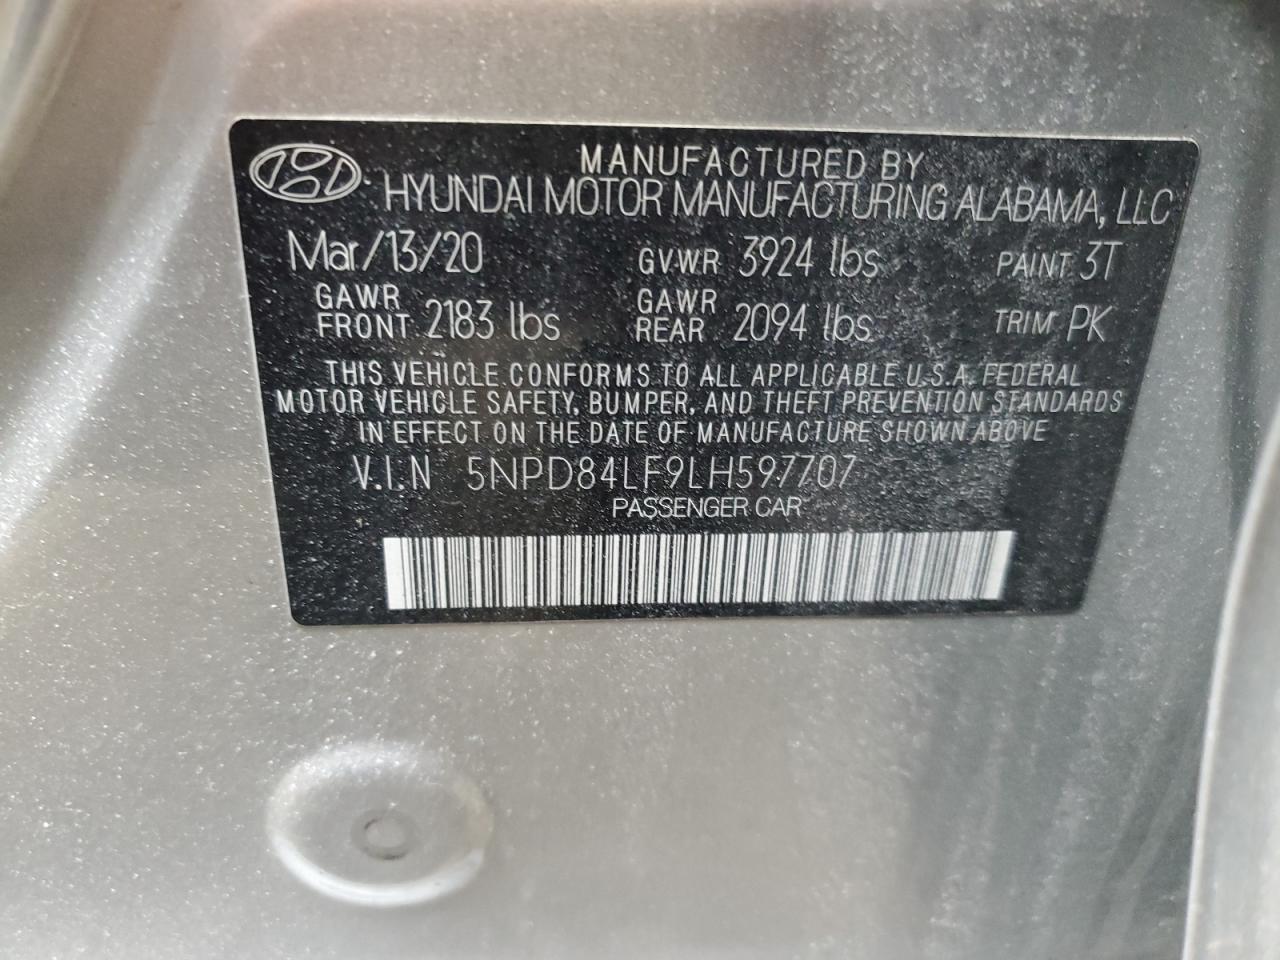 MANUFACTURED BY
HYUNDAI MOTOR MANUFACTURING ALABAMA, LLC
Mar/13/20 GVWR 3924 lbs PAINT 3T
GAWR FRONT 2183 lbs GAWR REAR 2094 lbs TRIM PK
THIS VEHICLE CONFORMS TO ALL APPLICABLE U.S.A. FEDERAL
MOTOR VEHICLE SAFETY, BUMPER, AND THEFT PREVENTION STANDARDS
IN EFFECT ON THE DATE OF MANUFACTURE SHOWN ABOVE
V.I.N 5NPD84LF9LH597707
PASSENGER CAR